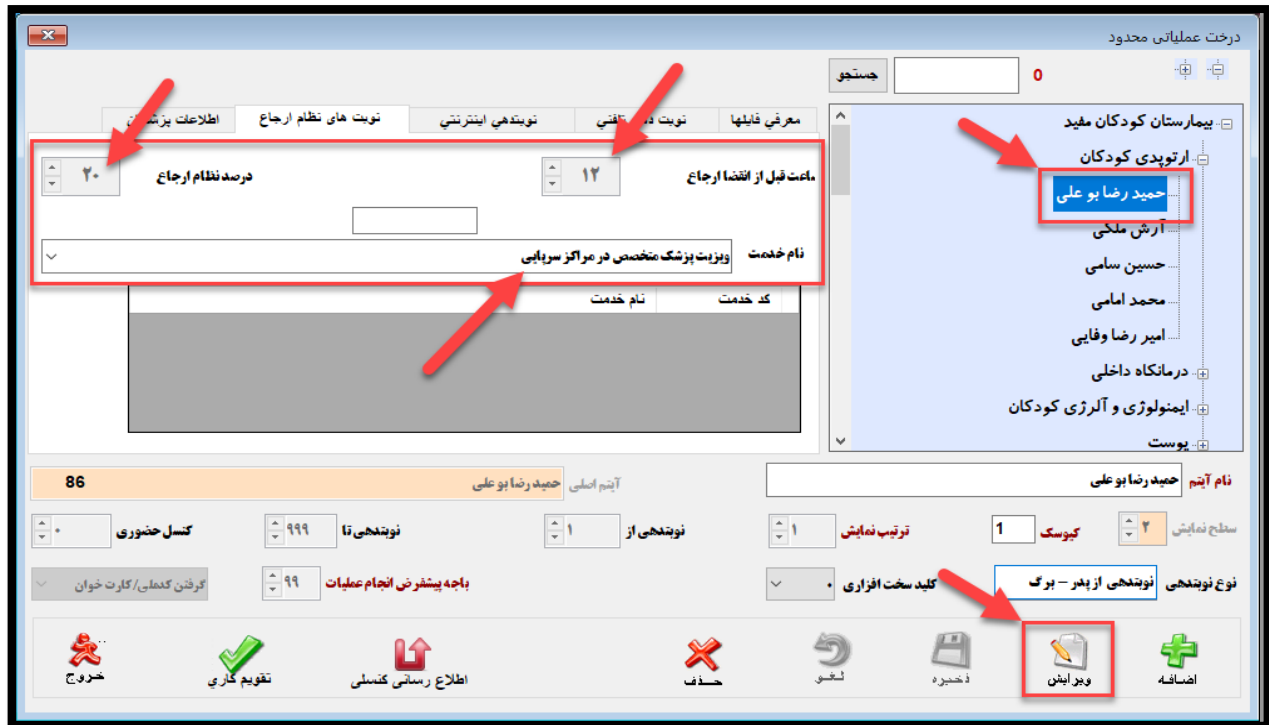 درخت عملیاتی محدود
0
جستجو
بیمارستان کودکان مفید
ارتوپدی کودکان
حمید رضا بو علی
آرش ملکی
حسین سامی
محمد امامی
امیر رضا وفایی
درمانکاه داخلی
ایمنولوژی و آلرژی کودکان
پوست
معرفي فايلها
نوبت
نوبتدهي اينترنتي
نوبت های نظام ارجاع
اطلاعات
ساعت قبل از انقضا ارجاع ۱۲
درصد نظام ارجاع ۲۰
نام خدمت ویزیت پزشک متخصص در مراکز سرپایی
کد خدمت نام خدمت
نام آیتم حمید رضا بو علی
آیتم اصلی حمید رضا بو علی 86
سطح نمایش ۲ کیوسک 1 ترتیب نمایش ۱ نوبتدهی از ۱ نوبتدهی تا ۹۹۹ کنسل حضوری ۰
نوع نوبتدهی نوبتدهی از پدر – برگ کلید سخت افزاری ۰ باجه پیشفرض انجام عملیات ۹۹ گرفتن کدملی/کارت خوان
اضافه ویرایش ذخیره لغو حذف اطلاع رسانی کنسلی تقویم کاري خروج